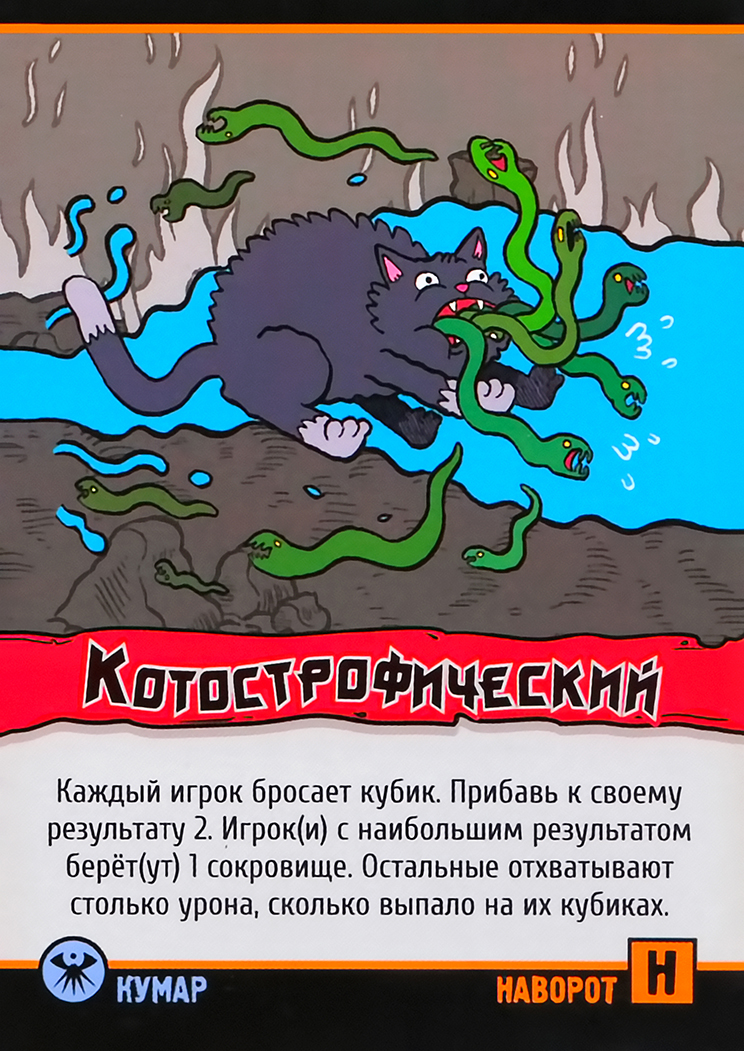 Котострофический
Каждый игрок бросает кубик. Прибавь к своему
результату 2. Игрок(и) с наибольшим результатом
берёт(ут) 1 сокровище. Остальные отхватывают
столько урона, сколько выпало на их кубиках.
КУМАР
НАВОРОТ Н